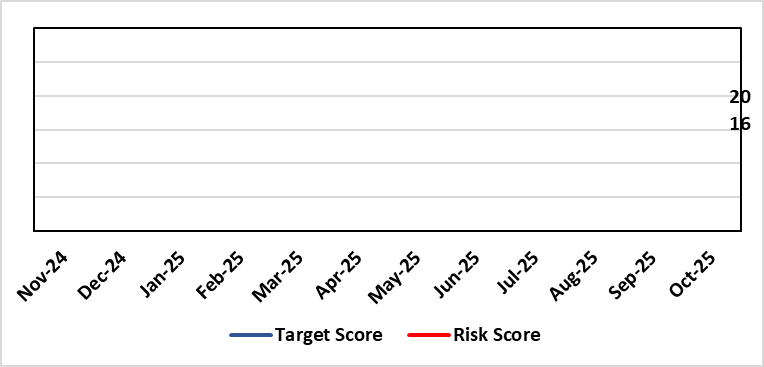 20
16
Nov-24
Dec-24
Jan-25
Feb-25
Mar-25
Apr-25
May-25
Jun-25
Jul-25
Aug-25
Sep-25
Oct-25
Target Score
Risk Score